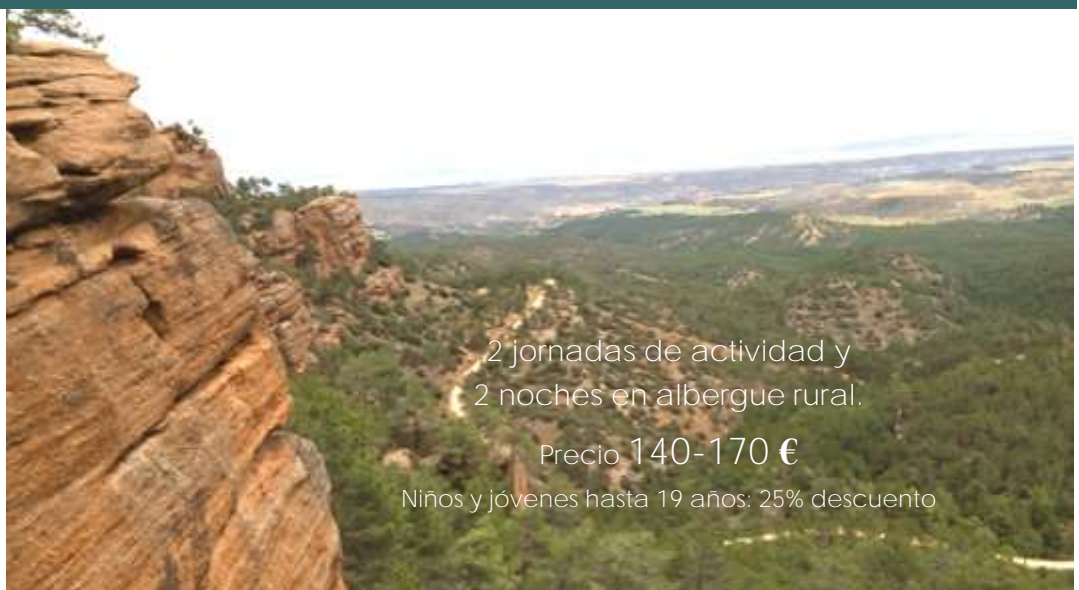 2 jornadas de actividad y
2 noches en albergue rural.
Precio 140-170 €
Niños y jóvenes hasta 19 años: 25% descuento